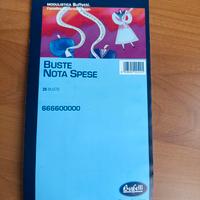 MODULISTICA Buffetti.
BUSTE
NOTA SPESE
25 BUSTE
666600000
Buffetti